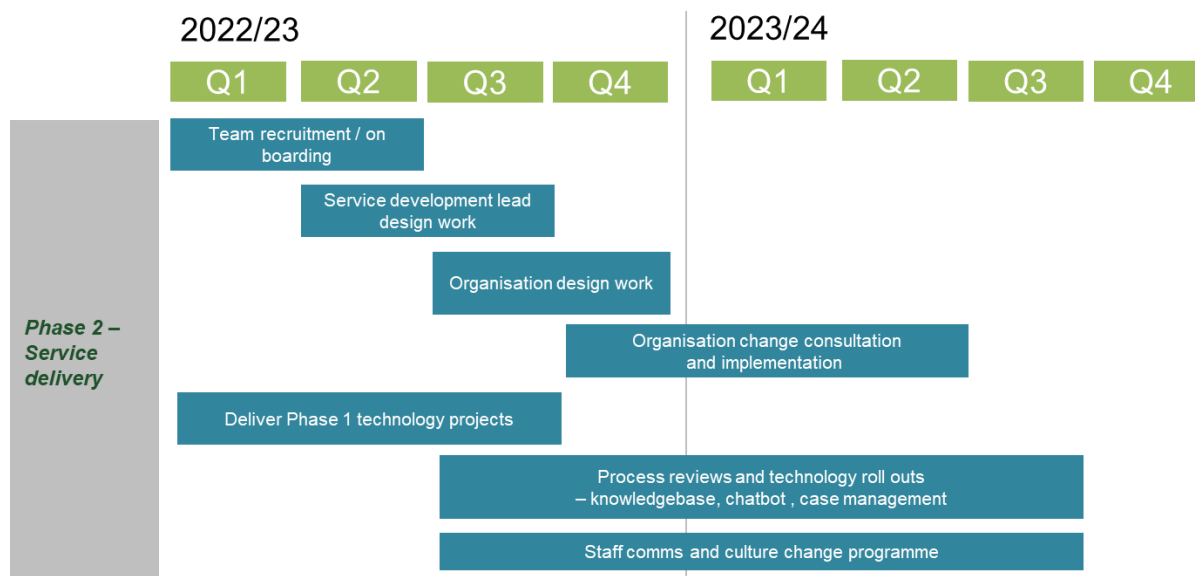 2022/23
2023/24
Q1
Q2
Q3
Q4
Q1
Q2
Q3
Q4
Phase 2 –
Service
delivery
Team recruitment / on
boarding
Service development lead
design work
Organisation design work
Organisation change consultation
and implementation
Deliver Phase 1 technology projects
Process reviews and technology roll outs
– knowledgebase, chatbot , case management
Staff comms and culture change programme